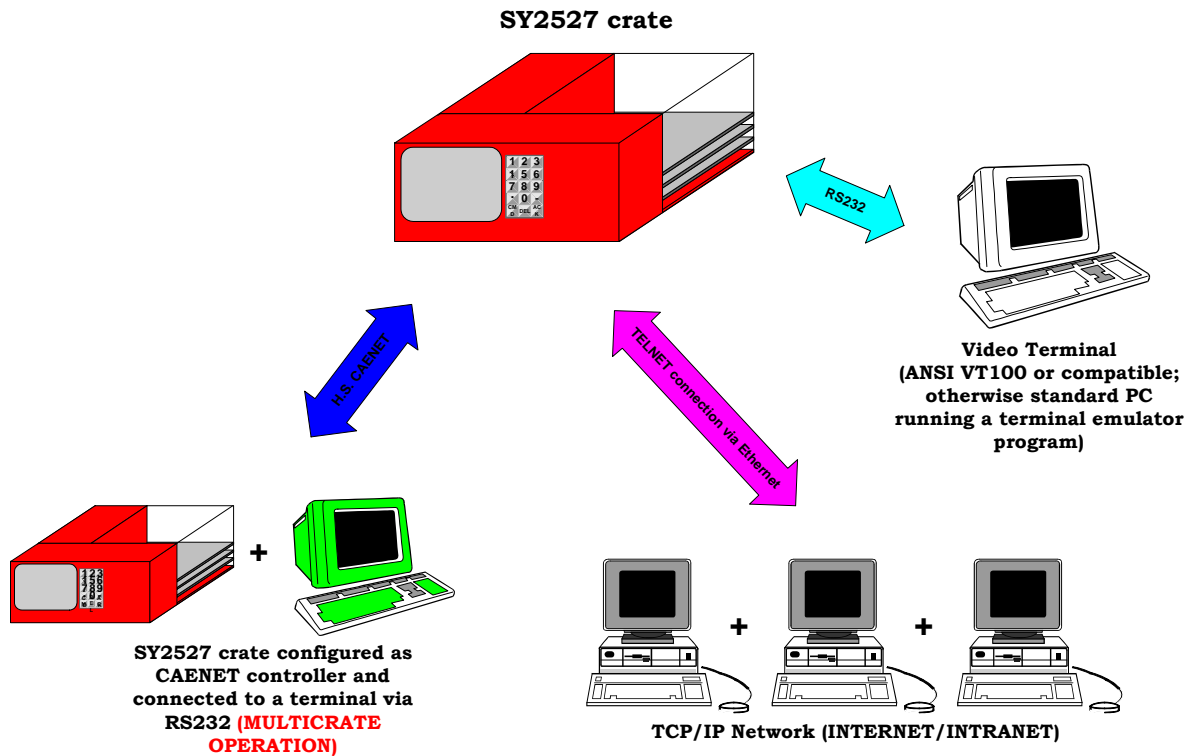 SY2527 crate
1 2 3
1 5 6
7 8 9
· 0 -
CM D DEL AC K
RS232
H.S. CAENET
TELNET connection via Ethernet
Video Terminal
(ANSI VT100 or compatible;
otherwise standard PC
running a terminal emulator
program)
+
+
+
SY2527 crate configured as
CAENET controller and
connected to a terminal via
RS232 (MULTICRATE
OPERATION)
TCP/IP Network (INTERNET/INTRANET)